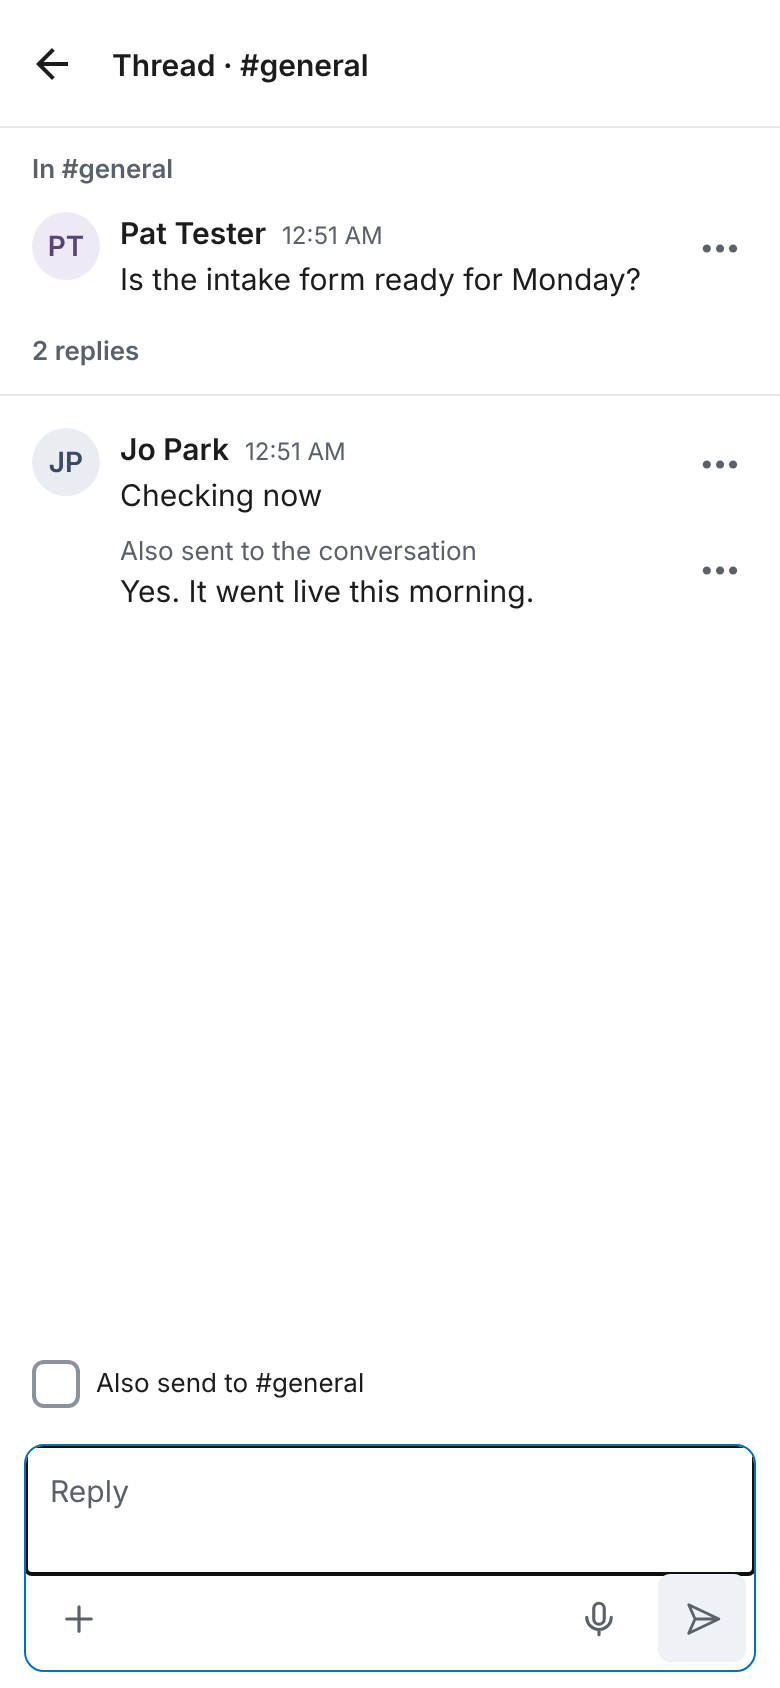 Thread · #general
In #general
PT
Pat Tester 12:51 AM
Is the intake form ready for Monday?
2 replies
JP
Jo Park 12:51 AM
Checking now
Also sent to the conversation
Yes. It went live this morning.
Also send to #general
Reply